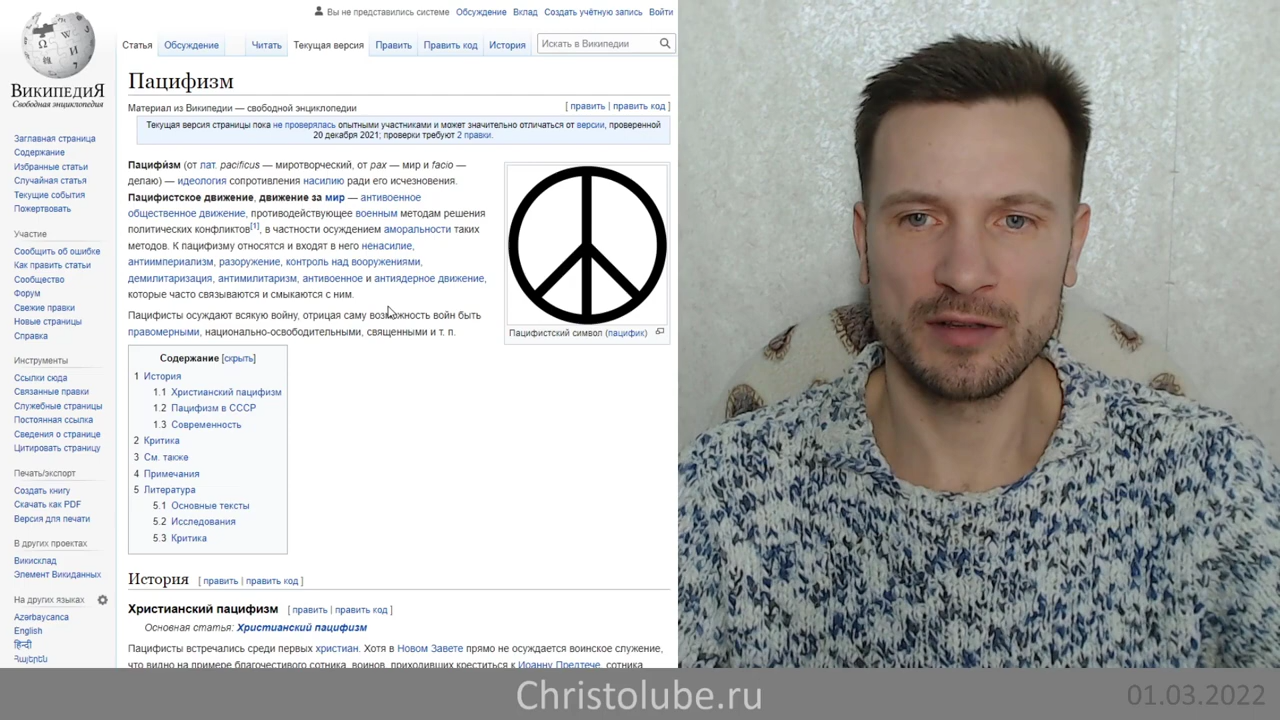 Вы не представились системе Обсуждение Вклад Создать учётную запись Войти
Статья Обсуждение Читать Текущая версия Править Править код История Искать в Википедии
ВИКИПЕДИЯ
Свободная энциклопедия
Заглавная страница
Содержание
Избранные статьи
Случайная статья
Текущие события
Пожертвовать
Участие
Сообщить об ошибке
Как править статьи
Сообщество
Форум
Свежие правки
Новые страницы
Справка
Инструменты
Ссылки сюда
Связанные правки
Служебные страницы
Постоянная ссылка
Сведения о странице
Цитировать страницу
Печать/экспорт
Создать книгу
Скачать как PDF
Версия для печати
В других проектах
Викисклад
Элемент Викиданных
На других языках
Azərbaycanca
English
हिन्दी
Հայերեն
Пацифизм
Материал из Википедии — свободной энциклопедии [ править | править код ]
Текущая версия страницы пока не проверялась опытными участниками и может значительно отличаться от версии, проверенной
20 декабря 2021; проверки требуют 2 правки.
Пацифи́зм (от лат. pacificus — миротворческий, от pax — мир и facio —
делаю) — идеология сопротивления насилию ради его исчезновения.
Пацифистское движение, движение за мир — антивоенное
общественное движение, противодействующее военным методам решения
политических конфликтов[1], в частности осуждением аморальности таких
методов. К пацифизму относятся и входят в него ненасилие,
антиимпериализм, разоружение, контроль над вооружениями,
демилитаризация, антимилитаризм, антивоенное и антиядерное движение,
которые часто связываются и смыкаются с ним.
Пацифисты осуждают всякую войну, отрицая саму возможность войн быть
правомерными, национально-освободительными, священными и т. п.
Пацифистский символ (пацифик)
Содержание [скрыть]
1 История
1.1 Христианский пацифизм
1.2 Пацифизм в СССР
1.3 Современность
2 Критика
3 См. также
4 Примечания
5 Литература
5.1 Основные тексты
5.2 Исследования
5.3 Критика
История [ править | править код ]
Христианский пацифизм [ править | править код ]
Основная статья: Христианский пацифизм
Пацифисты встречались среди первых христиан. Хотя в Новом Завете прямо не осуждается воинское служение,
что видно на примере благочестивого сотника, воинов, приходивших креститься к Иоанну Предтече, сотника
Christolube.ru
01.03.2022